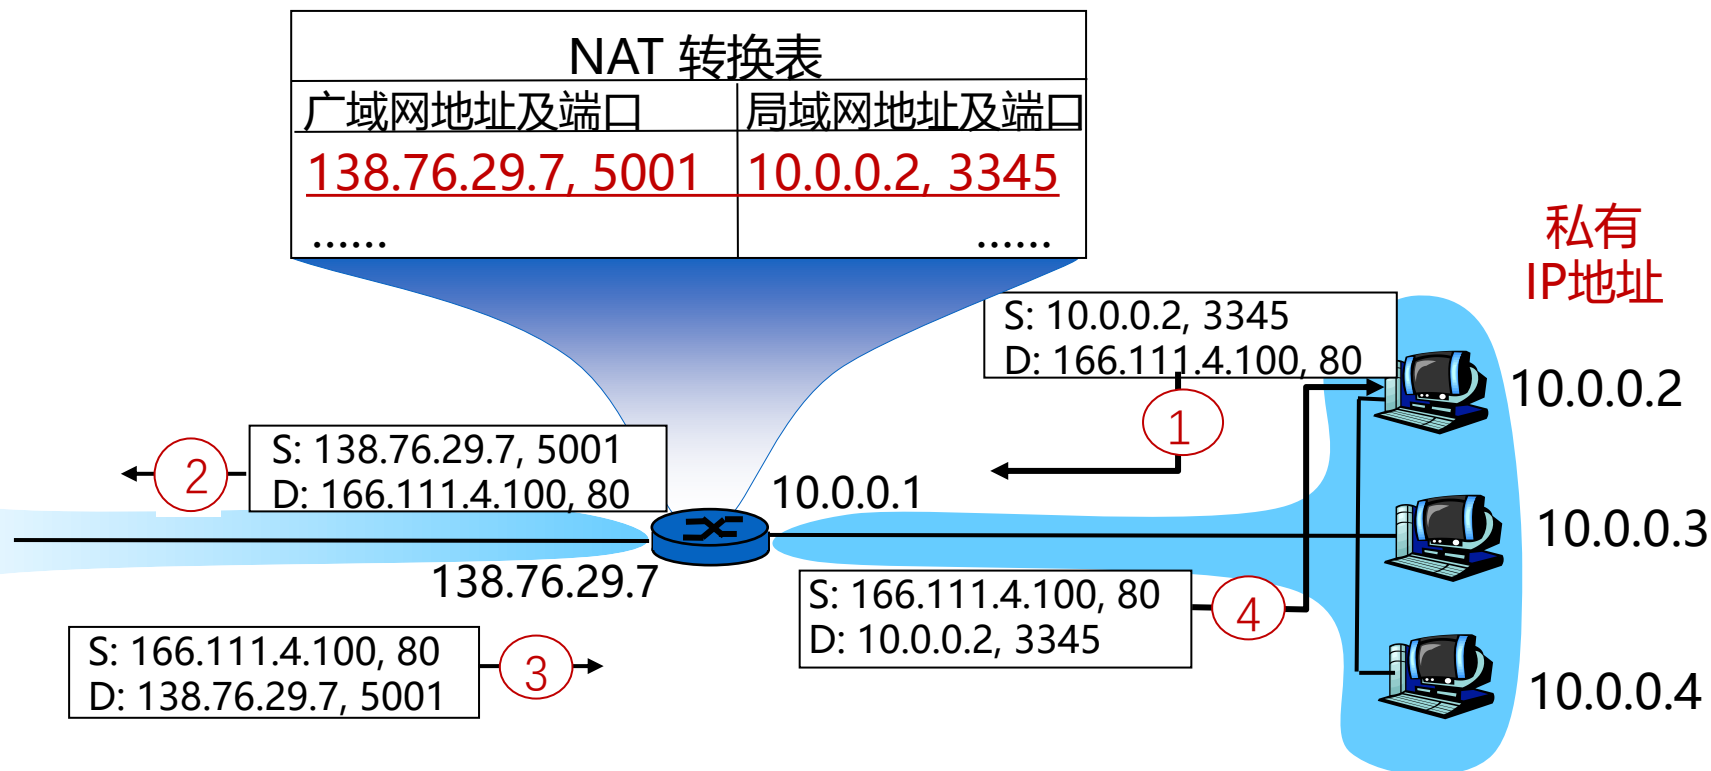 NAT 转换表
广域网地址及端口 局域网地址及端口
138.76.29.7, 5001 10.0.0.2, 3345
...... ......
私有
IP地址
S: 10.0.0.2, 3345
D: 166.111.4.100, 80
10.0.0.2
1
S: 138.76.29.7, 5001
D: 166.111.4.100, 80
2
10.0.0.1
10.0.0.3
138.76.29.7
S: 166.111.4.100, 80
D: 10.0.0.2, 3345
4
S: 166.111.4.100, 80
D: 138.76.29.7, 5001
3
10.0.0.4